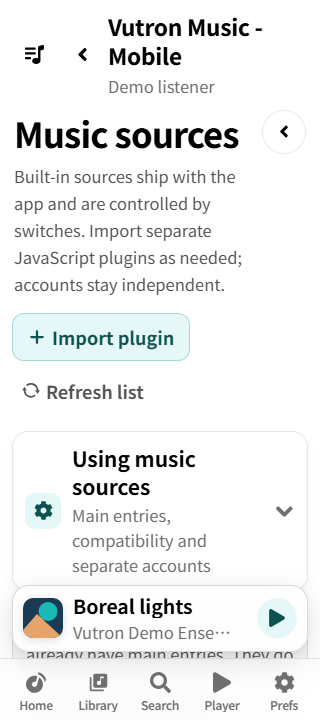 Vutron Music -
Mobile
Demo listener
Music sources
Built-in sources ship with the
app and are controlled by
switches. Import separate
JavaScript plugins as needed;
accounts stay independent.
Import plugin
Refresh list
Using music
sources
Main entries,
compatibility and
separate accounts
Boreal lights
Vutron Demo Ense···
already have main entries. They do
Home Library Search Player Prefs